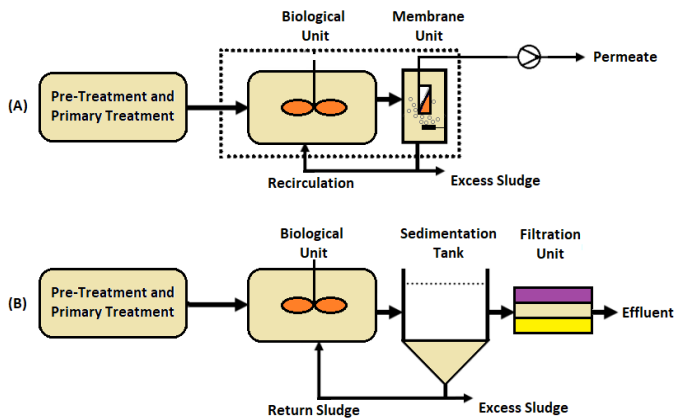 Biological
Unit
Membrane
Unit
Permeate
(A)
Pre-Treatment and
Primary Treatment
Recirculation
Excess Sludge
Biological
Unit
Sedimentation
Tank
Filtration
Unit
(B)
Pre-Treatment and
Primary Treatment
Effluent
Return Sludge
Excess Sludge